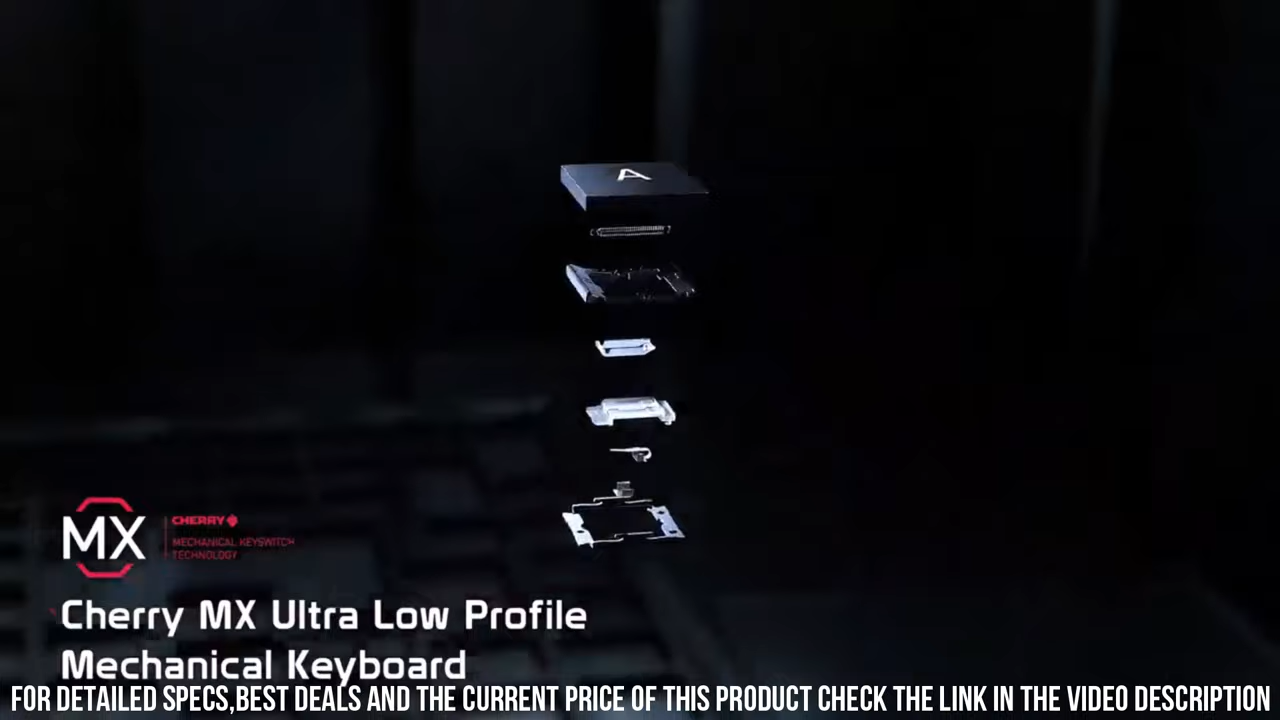 A
MX
CHERRY
MECHANICAL KEYSWITCH
TECHNOLOGY
Cherry MX Ultra Low Profile
Mechanical Keyboard
FOR DETAILED SPECS,BEST DEALS AND THE CURRENT PRICE OF THIS PRODUCT CHECK THE LINK IN THE VIDEO DESCRIPTION